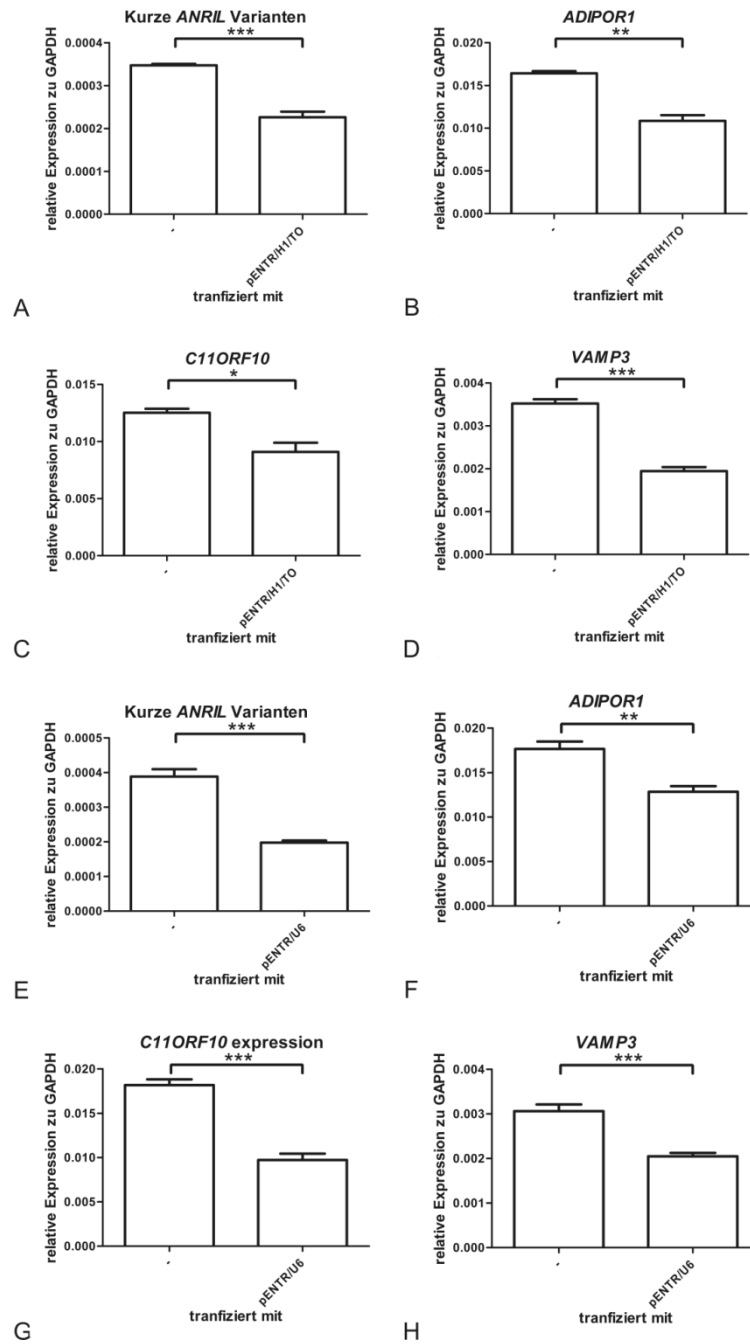 Kurze ANRIL Varianten
***
relative Expression zu GAPDH
0.0004
0.0003
0.0002
0.0001
0.0000
-
pENTR/H1/TO
tranfiziert mit
A
ADIPOR1
**
relative Expression zu GAPDH
0.020
0.015
0.010
0.005
0.000
-
pENTR/H1/TO
tranfiziert mit
B
C11ORF10
*
relative Expression zu GAPDH
0.015
0.010
0.005
0.000
-
pENTR/H1/TO
tranfiziert mit
C
VAMP3
***
relative Expression zu GAPDH
0.004
0.003
0.002
0.001
0.000
-
pENTR/H1/TO
tranfiziert mit
D
Kurze ANRIL Varianten
***
relative Expression zu GAPDH
0.0005
0.0004
0.0003
0.0002
0.0001
0.0000
-
pENTR/U6
tranfiziert mit
E
ADIPOR1
**
relative Expression zu GAPDH
0.020
0.015
0.010
0.005
0.000
-
pENTR/U6
tranfiziert mit
F
C11ORF10 expression
***
relative Expression zu GAPDH
0.020
0.015
0.010
0.005
0.000
-
pENTR/U6
tranfiziert mit
G
VAMP3
***
relative Expression zu GAPDH
0.004
0.003
0.002
0.001
0.000
-
pENTR/U6
tranfiziert mit
H